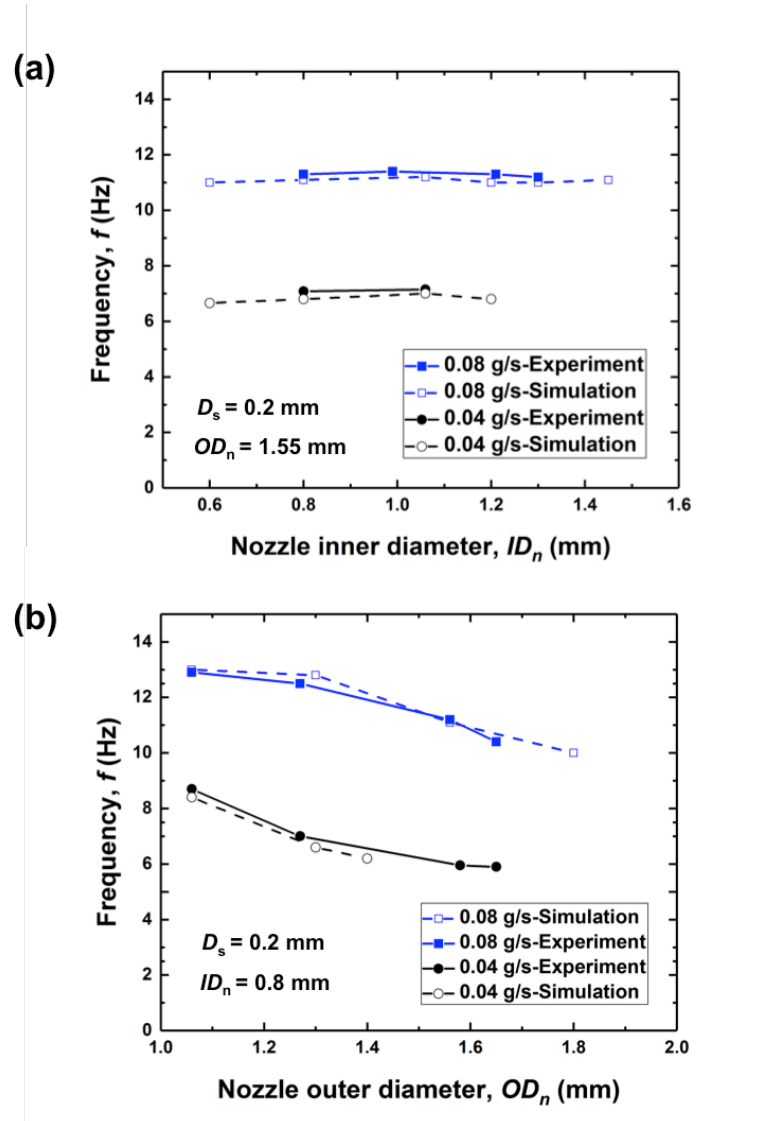 (a)
14
12
10
8
6
4
2
0
Frequency, f (Hz)
0.08 g/s-Experiment
0.08 g/s-Simulation
0.04 g/s-Experiment
0.04 g/s-Simulation
Ds = 0.2 mm
ODn = 1.55 mm
0.6 0.8 1.0 1.2 1.4 1.6
Nozzle inner diameter, IDn (mm)
(b)
14
12
10
8
6
4
2
0
Frequency, f (Hz)
0.08 g/s-Simulation
0.08 g/s-Experiment
0.04 g/s-Experiment
0.04 g/s-Simulation
Ds = 0.2 mm
IDn = 0.8 mm
1.0 1.2 1.4 1.6 1.8 2.0
Nozzle outer diameter, ODn (mm)